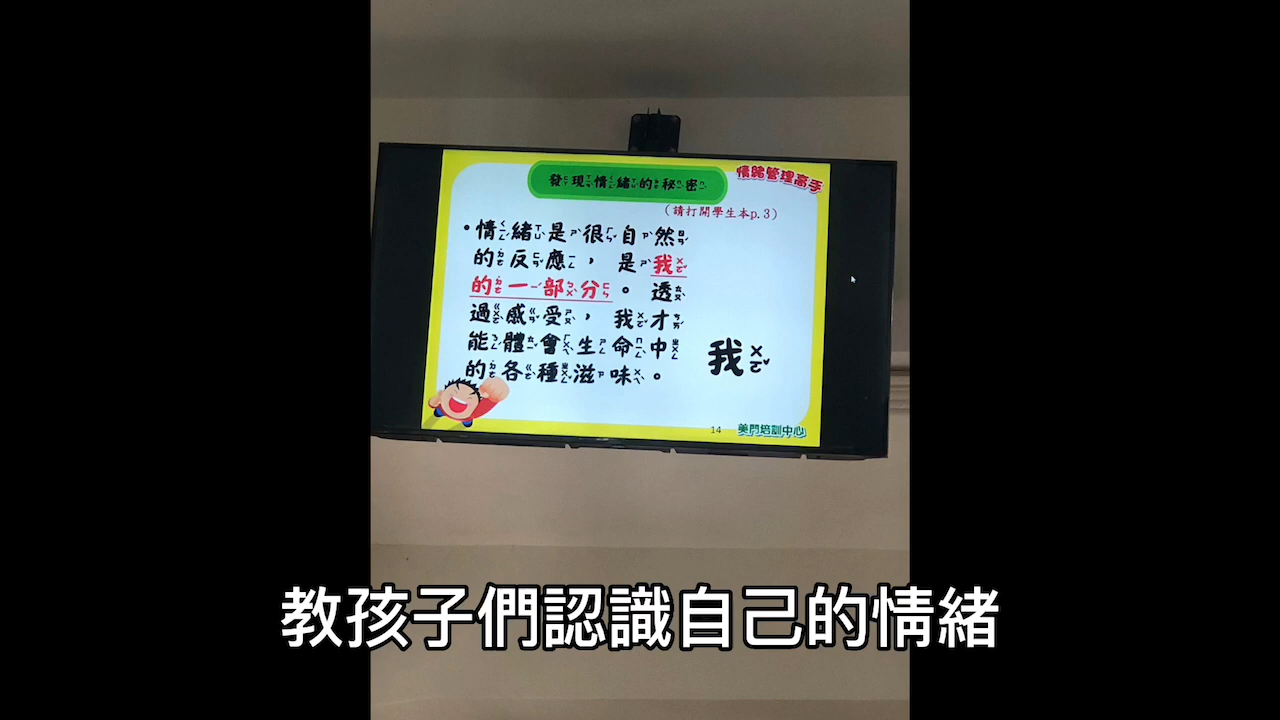 情緒管理高手
發現情緒的秘密
(請打開學生本p.3)
•情緒是很自然
的反應，是我
的一部分。透
過感受，我才
能體會生命中
的各種滋味。
我
14 美門培訓中心
教孩子們認識自己的情緒